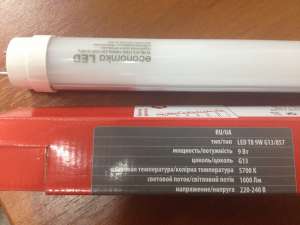 economka LED
RU/UA
тип/тип LED T8 9W G13/857
мощность/потужність 9 Вт
цоколь/цоколь G13
температура/колірна температура 5700 К
световой поток/світловий потік 1000 Лм
напряжение/напруга 220-240 В